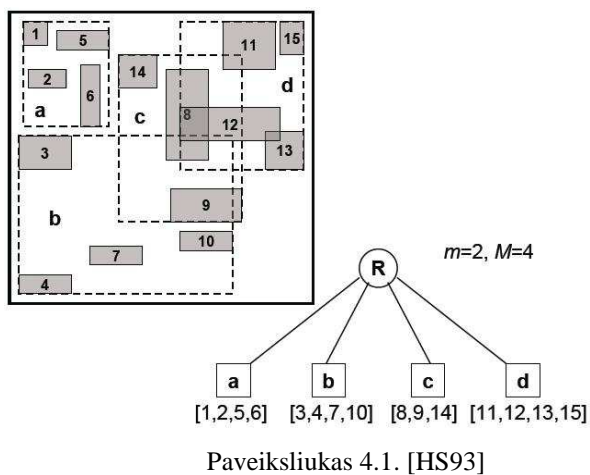 1
5
11
15
2
6
14
d
a
c
8
12
3
13
b
9
10
7
4
m=2, M=4
R
a b c d
[1,2,5,6] [3,4,7,10] [8,9,14] [11,12,13,15]
Paveiksliukas 4.1. [HS93]